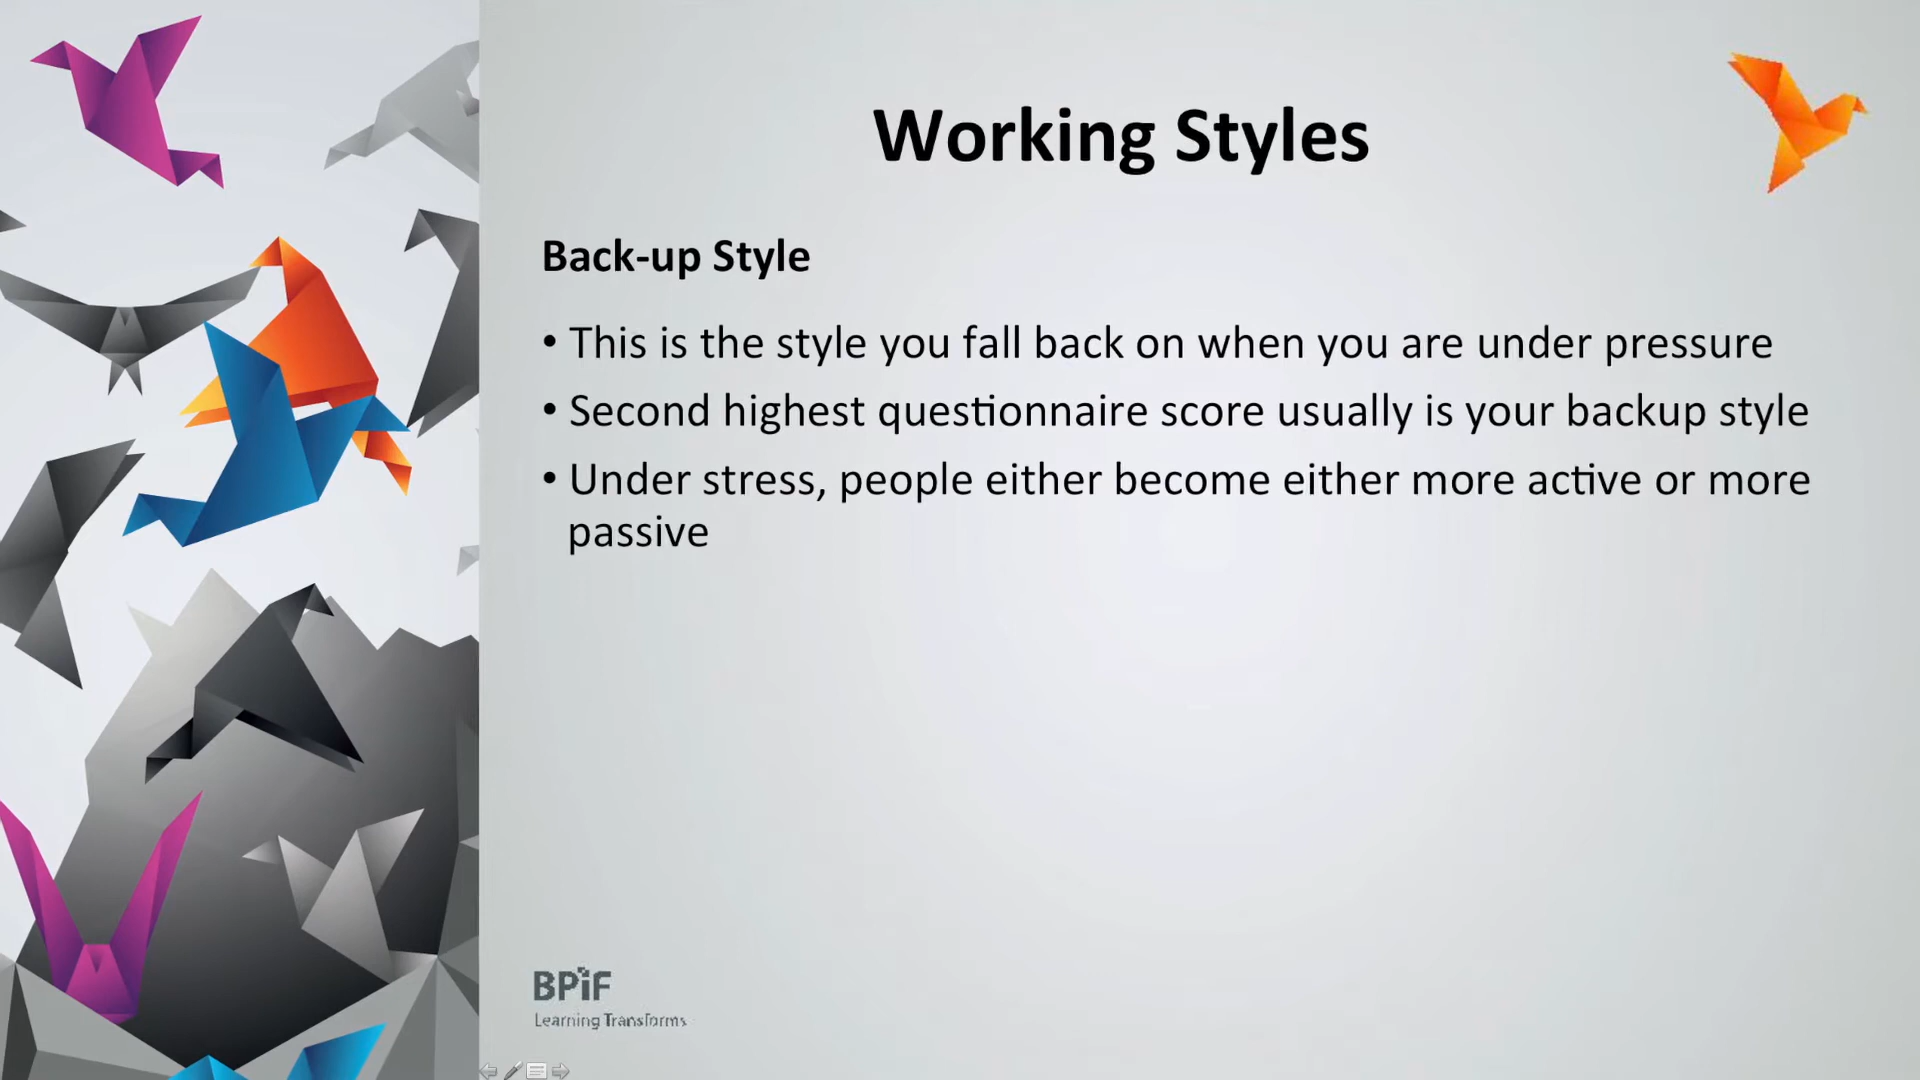 Working Styles
Back-up Style
• This is the style you fall back on when you are under pressure
• Second highest questionnaire score usually is your backup style
• Under stress, people either become either more active or more
passive
BPiF
Learning Transforms